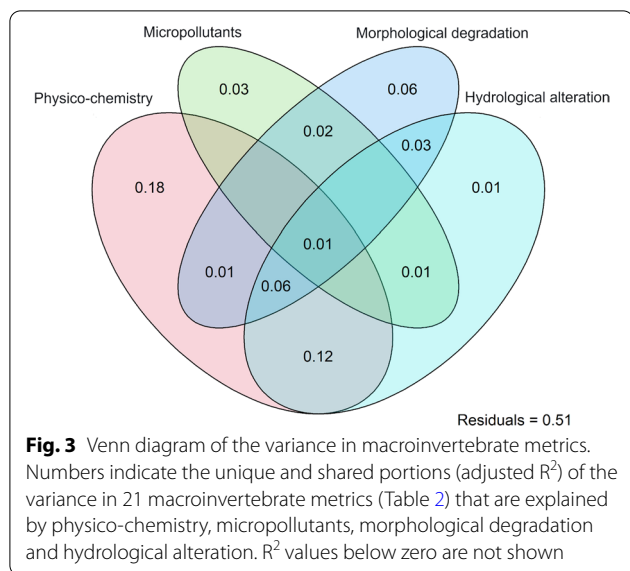 Micropollutants
Morphological degradation
Physico-chemistry
Hydrological alteration
0.03
0.06
0.02
0.03
0.18
0.01
0.01
0.01
0.06
0.01
0.12
Residuals = 0.51
Fig. 3 Venn diagram of the variance in macroinvertebrate metrics.
Numbers indicate the unique and shared portions (adjusted R²) of the
variance in 21 macroinvertebrate metrics (Table 2) that are explained
by physico-chemistry, micropollutants, morphological degradation
and hydrological alteration. R² values below zero are not shown